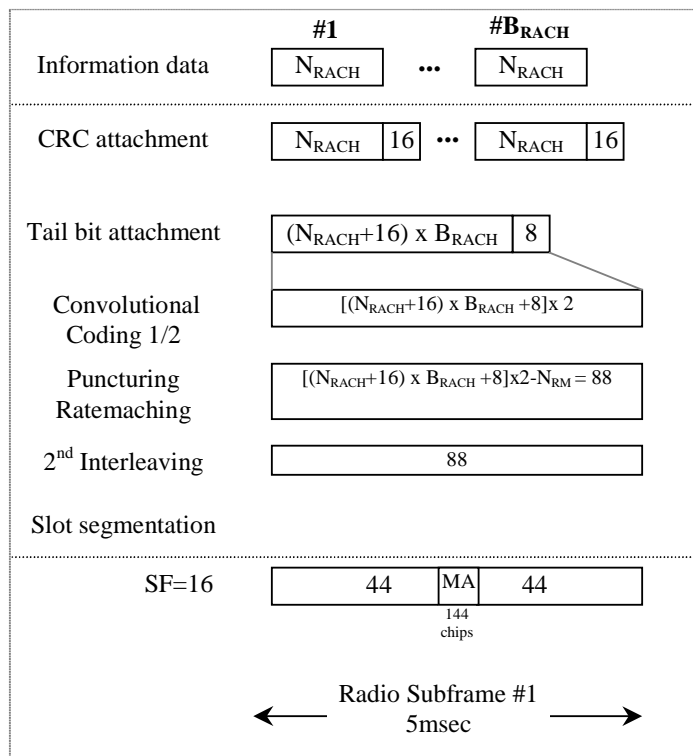 #1 #B_RACH
Information data N_RACH ... N_RACH
CRC attachment N_RACH 16 ... N_RACH 16
Tail bit attachment (N_RACH+16) x B_RACH 8
Convolutional
Coding 1/2
[(N_RACH+16) x B_RACH +8]x 2
Puncturing
Ratemaching
[(N_RACH+16) x B_RACH +8]x2-N_RM = 88
2nd Interleaving 88
Slot segmentation
SF=16 44 MA 44
144
chips
Radio Subframe #1
5msec